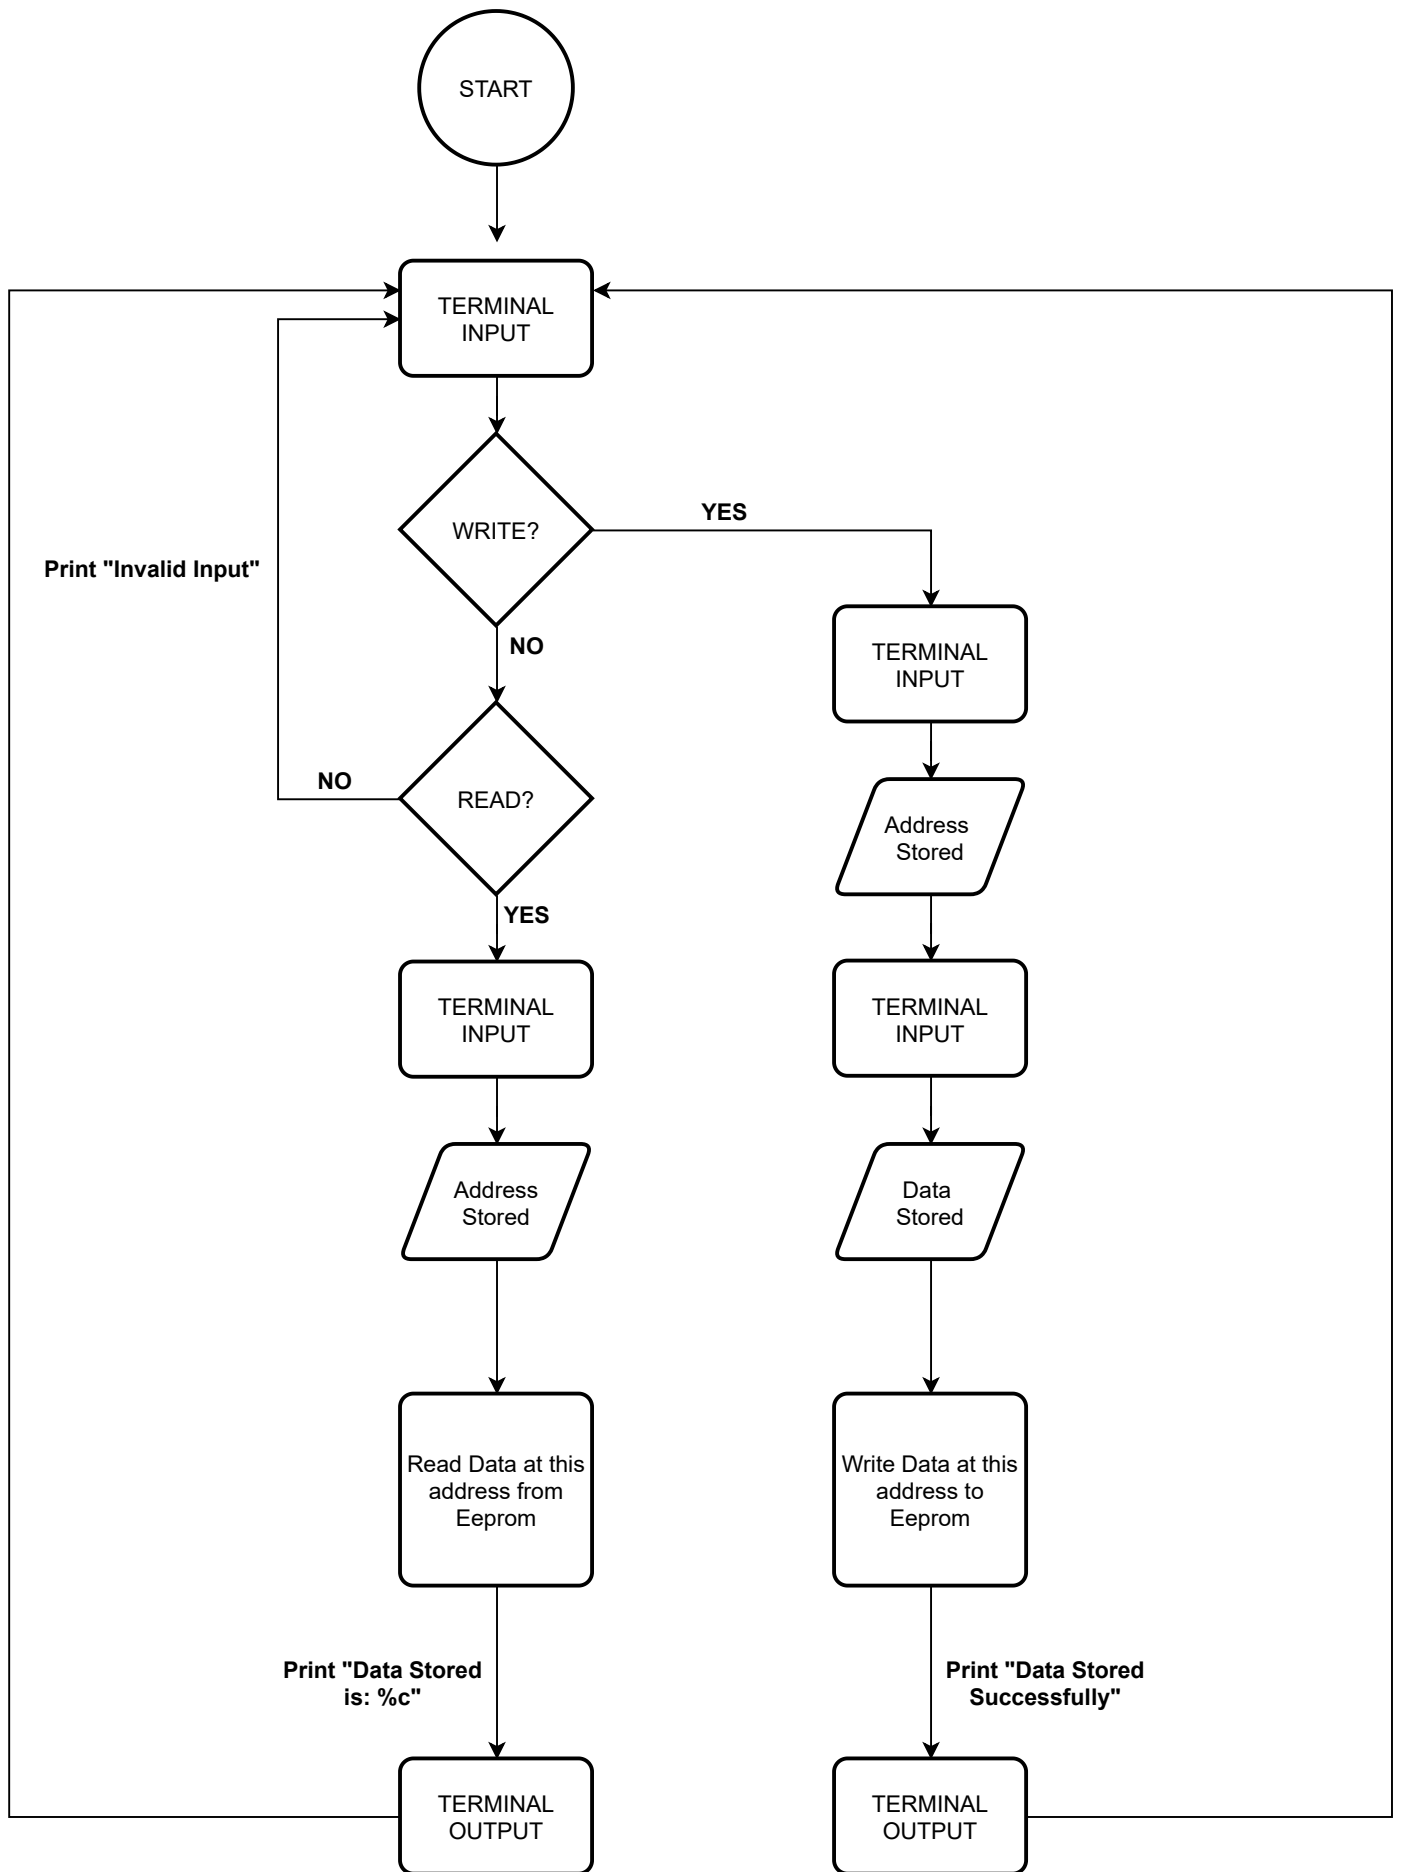 START
TERMINAL
INPUT
WRITE?
YES
Print "Invalid Input"
NO
TERMINAL
INPUT
READ?
NO
Address
Stored
YES
TERMINAL
INPUT
TERMINAL
INPUT
Address
Stored
Data
Stored
Read Data at this
address from
Eeprom
Write Data at this
address to
Eeprom
Print "Data Stored
is: %c"
Print "Data Stored
Successfully"
TERMINAL
OUTPUT
TERMINAL
OUTPUT